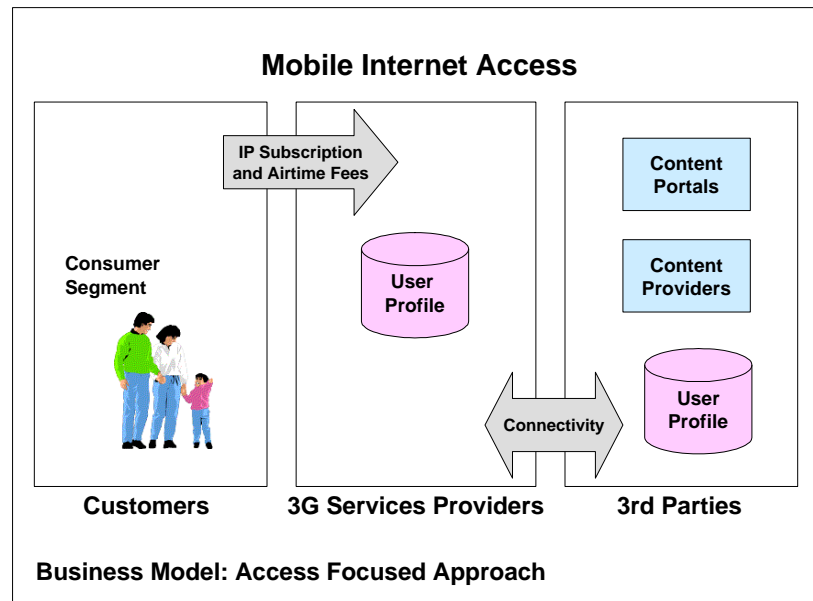 Mobile Internet Access
IP Subscription
and Airtime Fees
Consumer
Segment
User
Profile
Content
Portals
Content
Providers
User
Profile
Connectivity
Customers
3G Services Providers
3rd Parties
Business Model: Access Focused Approach